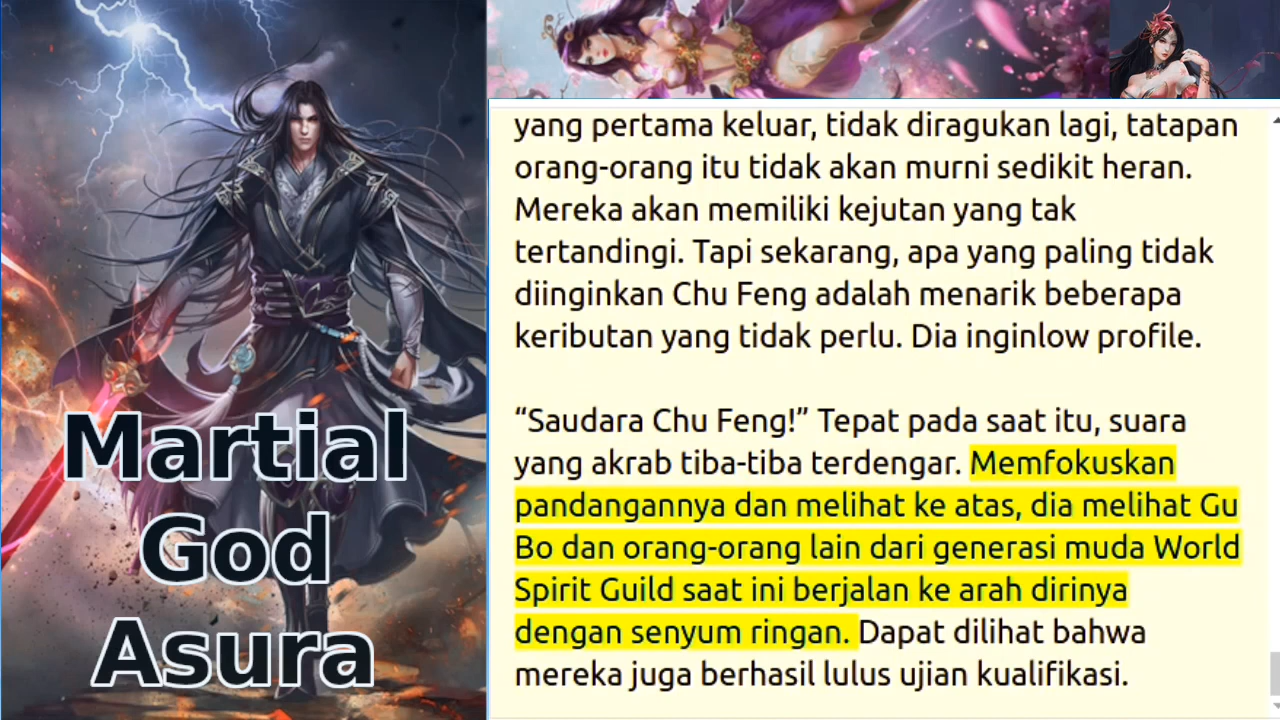 Martial
God
Asura
yang pertama keluar, tidak diragukan lagi, tatapan
orang-orang itu tidak akan murni sedikit heran.
Mereka akan memiliki kejutan yang tak
tertandingi. Tapi sekarang, apa yang paling tidak
diinginkan Chu Feng adalah menarik beberapa
keributan yang tidak perlu. Dia inginlow profile.
“Saudara Chu Feng!” Tepat pada saat itu, suara
yang akrab tiba-tiba terdengar. Memfokuskan
pandangannya dan melihat ke atas, dia melihat Gu
Bo dan orang-orang lain dari generasi muda World
Spirit Guild saat ini berjalan ke arah dirinya
dengan senyum ringan. Dapat dilihat bahwa
mereka juga berhasil lulus ujian kualifikasi.